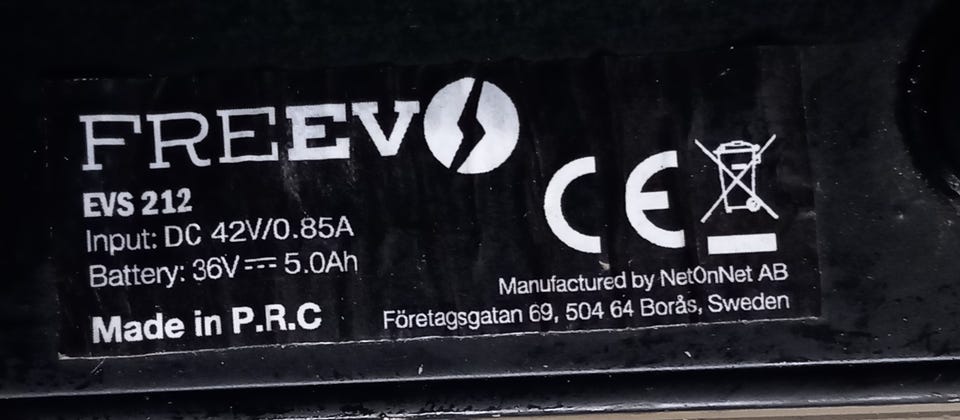 FREEVO
EVS 212
Input: DC 42V/0.85A
Battery: 36V⎓5.0Ah
Made in P.R.C
CE
Manufactured by NetOnNet AB
Företagsgatan 69, 504 64 Borås, Sweden